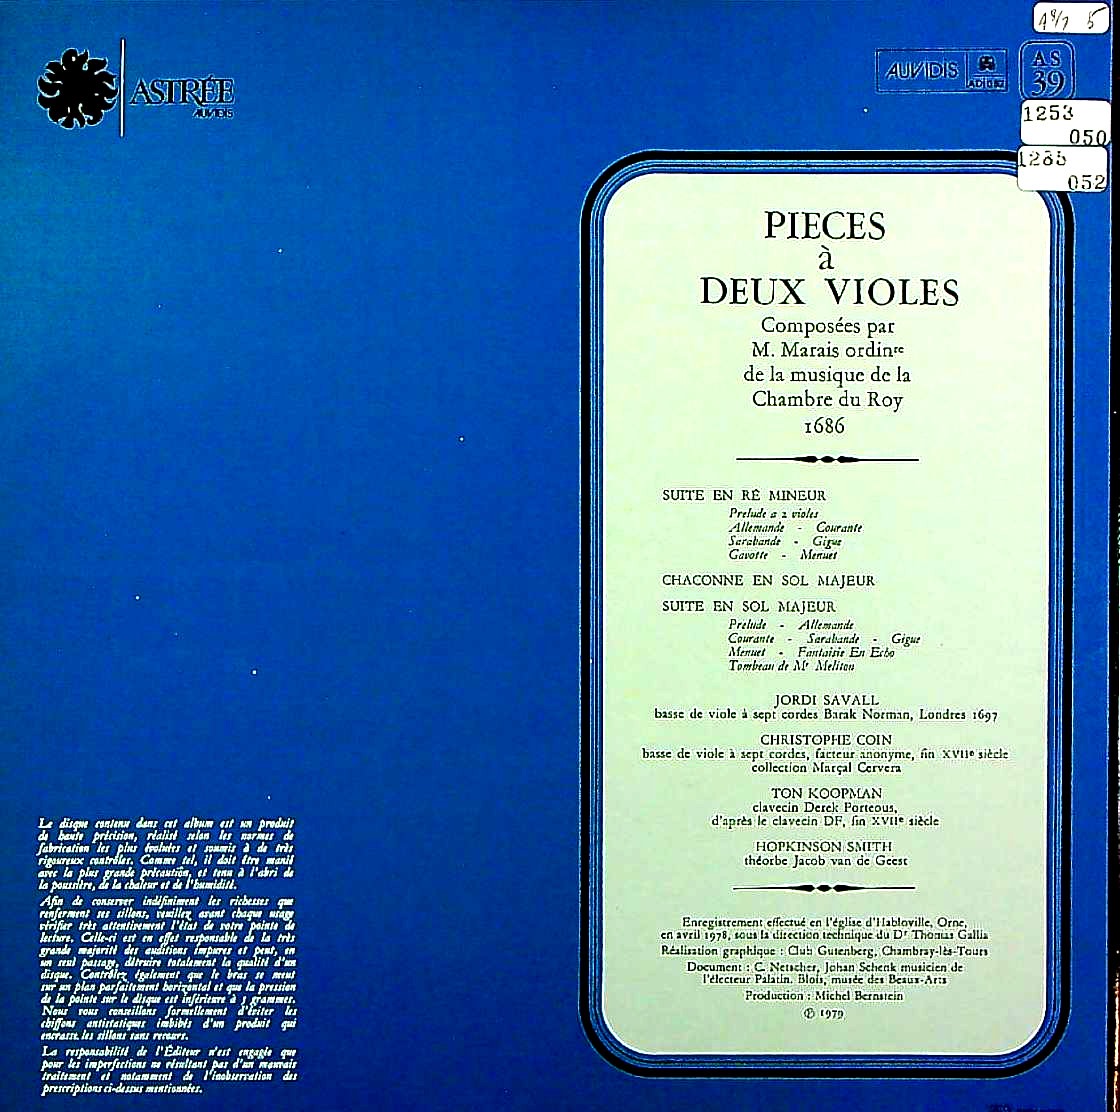 A 8/7 5
ASTRÉE
AUVIDIS
AUVIDIS
AD 092
AS
39
1253
050
1285
052
PIECES
à
DEUX VIOLES
Composées par
M. Marais ordinre
de la musique de la
Chambre du Roy
1686
SUITE EN RÉ MINEUR
Prelude a 2 violes
Allemande - Courante
Sarabande - Gigue
Gavotte - Menuet
CHACONNE EN SOL MAJEUR
SUITE EN SOL MAJEUR
Prelude - Allemande
Courante - Sarabande - Gigue
Menuet - Fantaisie En Echo
Tombeau de Mr Meliton
JORDI SAVALL
basse de viole à sept cordes Barak Norman, Londres 1697
CHRISTOPHE COIN
basse de viole à sept cordes, facteur anonyme, fin XVIIe siècle
collection Marçal Cervera
TON KOOPMAN
clavecin Derek Porteous,
d'après le clavecin DF, fin XVIIe siècle
HOPKINSON SMITH
théorbe Jacob van de Geest
Enregistrement effectué en l'église d'Habloville, Orne,
en avril 1978, sous la direction technique du Dr Thomas Gallia
Réalisation graphique : Club Gutenberg, Chambray-lès-Tours
Document : C. Netscher, Johan Schenk musicien de
l'électeur Palatin. Blois, musée des Beaux-Arts
Production : Michel Bernstein
℗ 1979
Le disque contenu dans cet album est un produit
de haute précision, réalisé selon les normes de
fabrication les plus évoluées et soumis à de très
rigoureux contrôles. Comme tel, il doit être manié
avec la plus grande précaution, et tenu à l'abri de
la poussière, de la chaleur et de l'humidité.
Afin de conserver indéfiniment les richesses que
renferment ses sillons, veuillez avant chaque usage
vérifier très attentivement l'état de votre pointe de
lecture. Celle-ci est en effet responsable de la très
grande majorité des auditions impures et peut, en
un seul passage, détruire totalement la qualité d'un
disque. Contrôlez également que le bras se meut
sur un plan parfaitement horizontal et que la pression
de la pointe sur le disque est inférieure à 3 grammes.
Nous vous conseillons formellement d'éviter les
chiffons antistatiques imbibés d'un produit qui
encrasse les sillons sans recours.
La responsabilité de l'Éditeur n'est engagée que
pour les imperfections ne résultant pas d'un mauvais
traitement et notamment de l'inobservation des
prescriptions ci-dessus mentionnées.